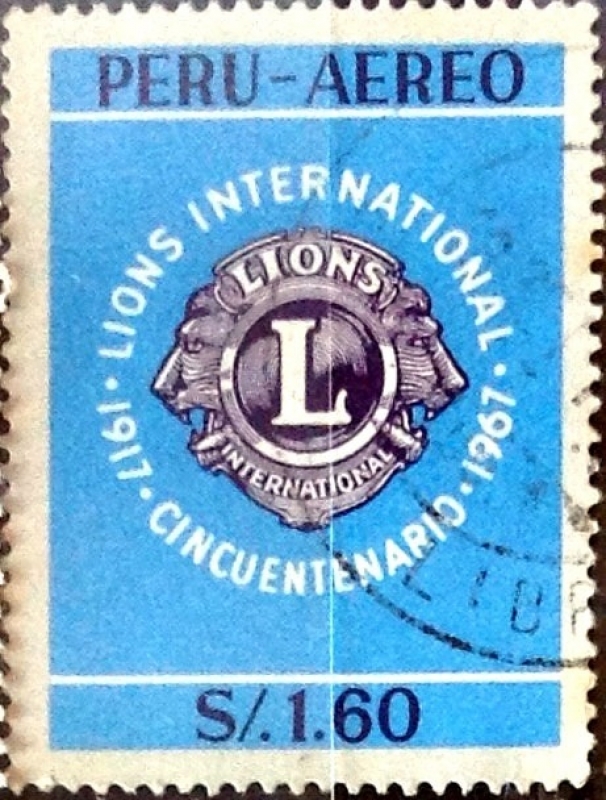 PERU-AEREO
LIONS INTERNATIONAL
1917 · CINCUENTENARIO · 1967
LIONS
L
INTERNATIONAL
S/.1.60